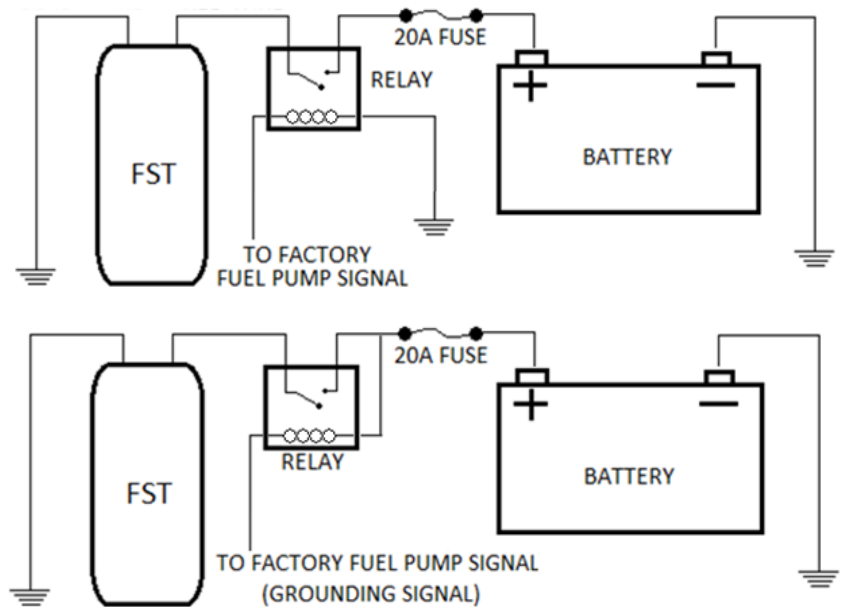 20A FUSE
RELAY
+
—
BATTERY
FST
TO FACTORY
FUEL PUMP SIGNAL
20A FUSE
+
—
RELAY
BATTERY
FST
TO FACTORY FUEL PUMP SIGNAL
(GROUNDING SIGNAL)